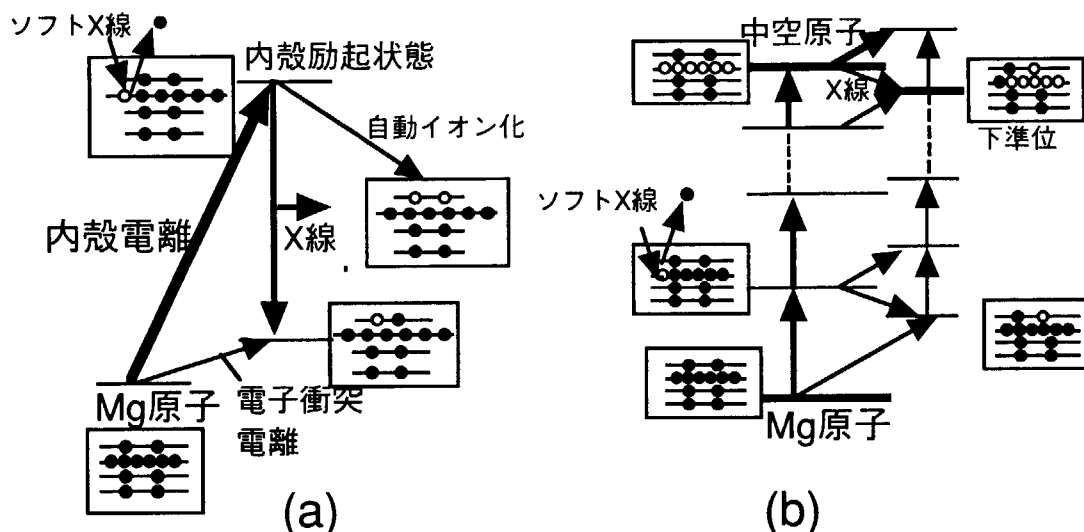 ソフトX線
内殻励起状態
自動イオン化
内殻電離
X線
Mg原子
電子衝突
電離
(a)
(b)
中空原子
X線
下準位
ソフトX線
Mg原子